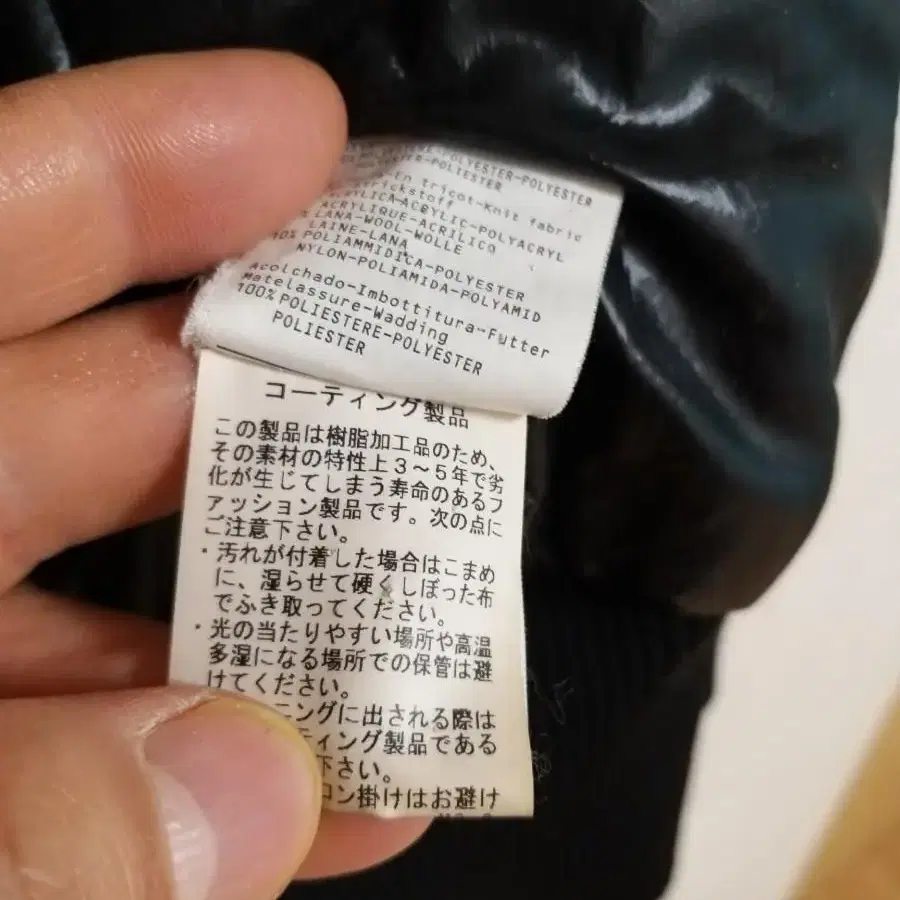 POLYESTER-POLYESTER
POLIESTER
En tricot-Knit fabric
Strickstoff
ACRYLICA-ACRYLIC-POLYACRYL
ACRYLIQUE-ACRILICO
LANA-WOOL-WOLLE
LAINE-LANA
POLIAMMIDICA-POLYESTER
NYLON-POLIAMIDA-POLYAMID
Acolchado-Imbottitura-Futter
Matelassure-Wadding
100% POLIESTERE-POLYESTER
POLIESTER
コーティング製品
この製品は樹脂加工品のため、
その素材の特性上3〜5年で劣
化が生じてしまう寿命のあるフ
ァッション製品です。次の点に
ご注意下さい。
・汚れが付着した場合はこまめ
に、湿らせて硬くしぼった布
でふき取ってください。
・光の当たりやすい場所や高温
多湿になる場所での保管は避
けてください。
ニングに出される際は
ティング製品である
下さい。
ロン掛けはお避け